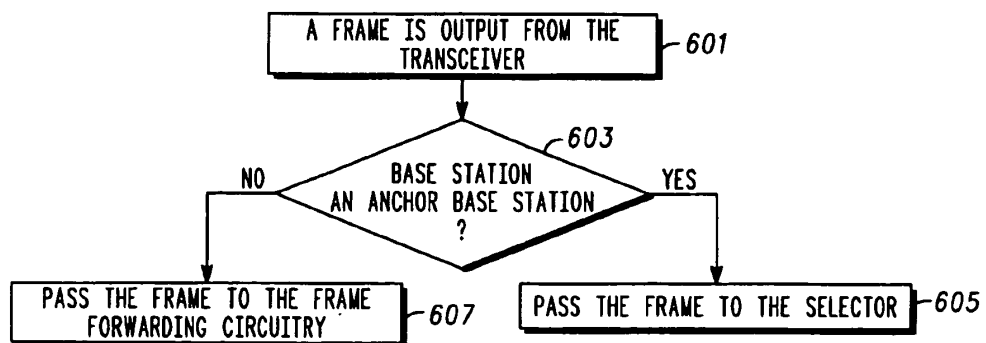 A FRAME IS OUTPUT FROM THE
TRANSCEIVER
601
603
BASE STATION
AN ANCHOR BASE STATION
?
NO
YES
PASS THE FRAME TO THE FRAME
FORWARDING CIRCUITRY
607
PASS THE FRAME TO THE SELECTOR
605